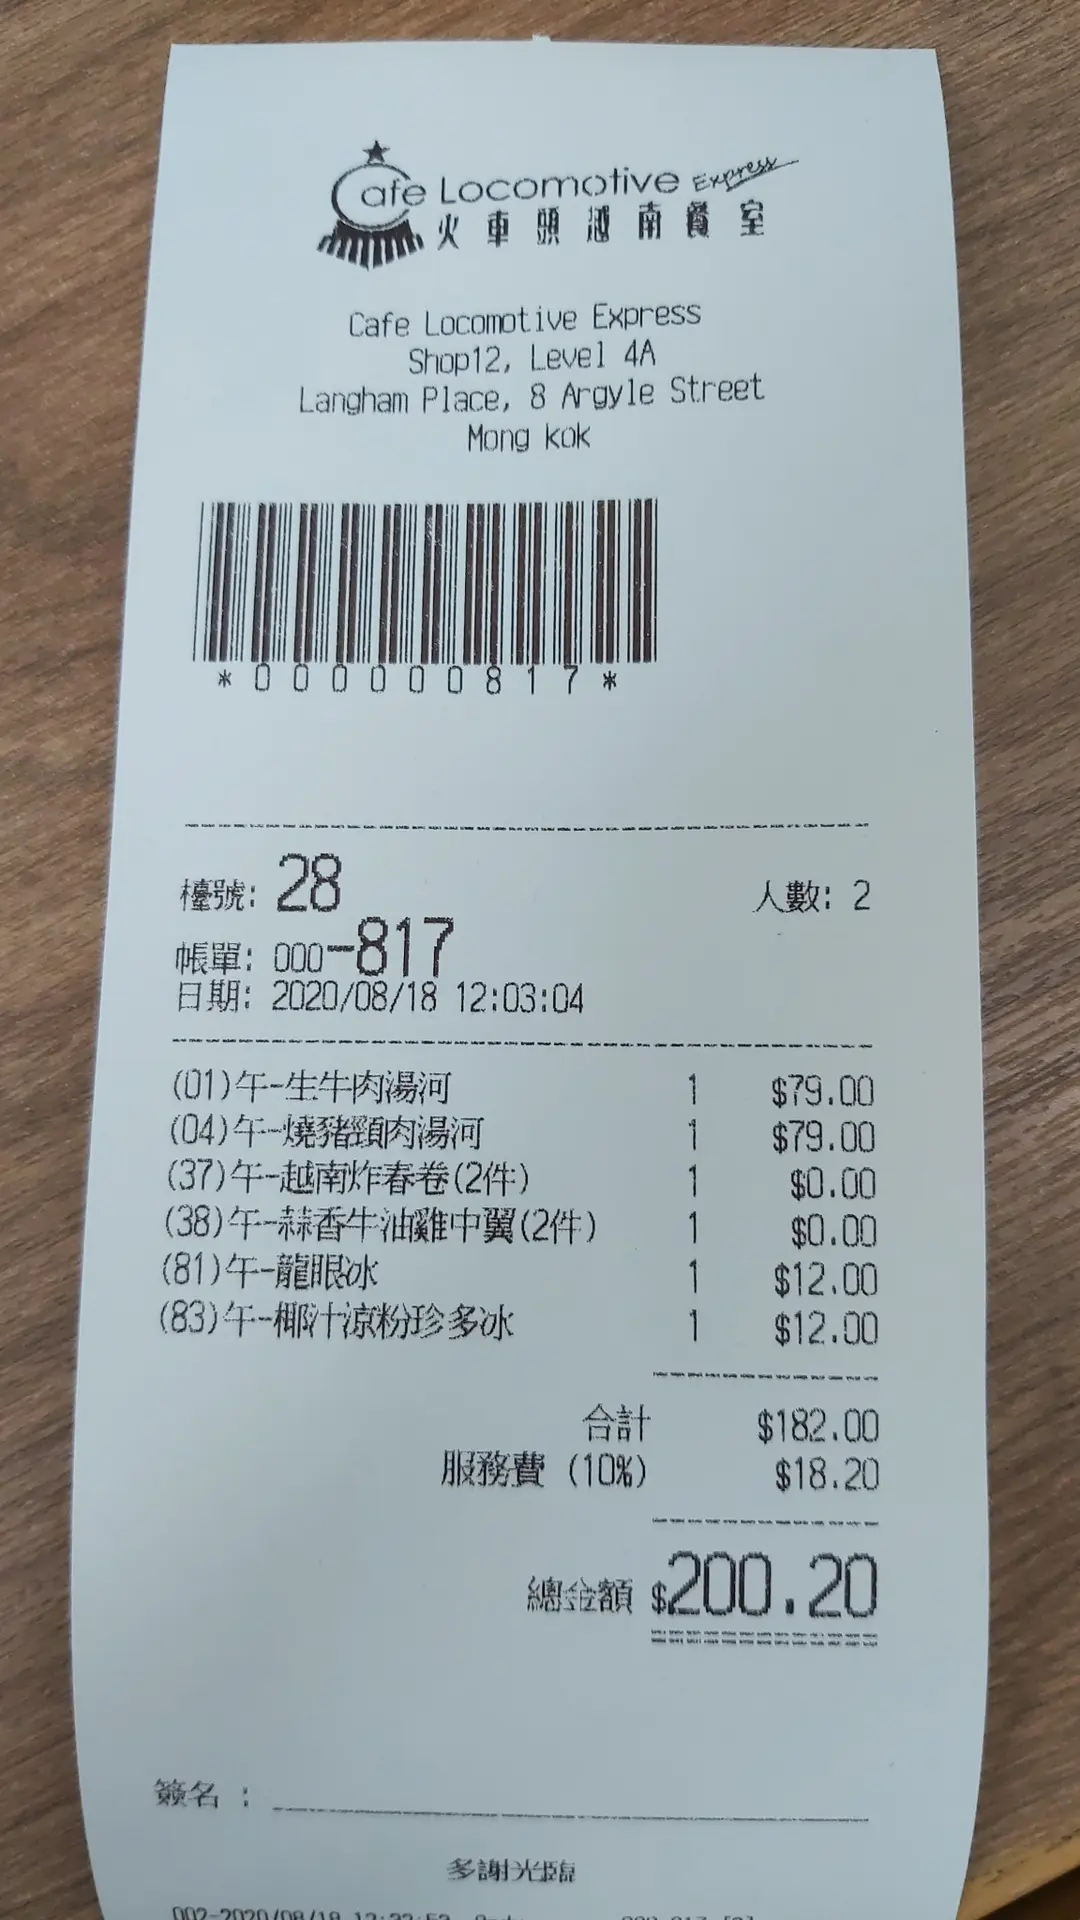 Cafe Locomotive Express
火車頭越南餐室
Cafe Locomotive Express
Shop12, Level 4A
Langham Place, 8 Argyle Street
Mong kok
*000000817*
檯號: 28 人數: 2
帳單: 000-817
日期: 2020/08/18 12:03:04
(01)午-生牛肉湯河 1 $79.00
(04)午-燒豬頸肉湯河 1 $79.00
(37)午-越南炸春卷(2件) 1 $0.00
(38)午-蒜香牛油雞中翼(2件) 1 $0.00
(81)午-龍眼冰 1 $12.00
(83)午-椰汁涼粉珍多冰 1 $12.00
合計 $182.00
服務費 (10%) $18.20
總金額 $200.20
簽名 :
多謝光臨
002-2020/08/18